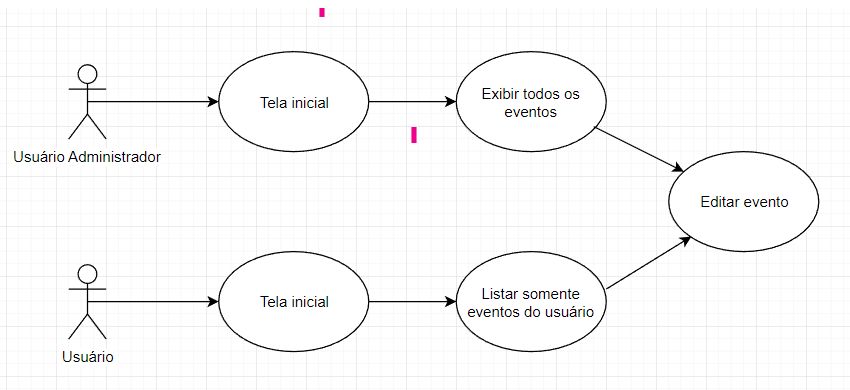 Tela inicial
Exibir todos os
eventos
Usuário Administrador
Editar evento
Tela inicial
Listar somente
eventos do usuário
Usuário